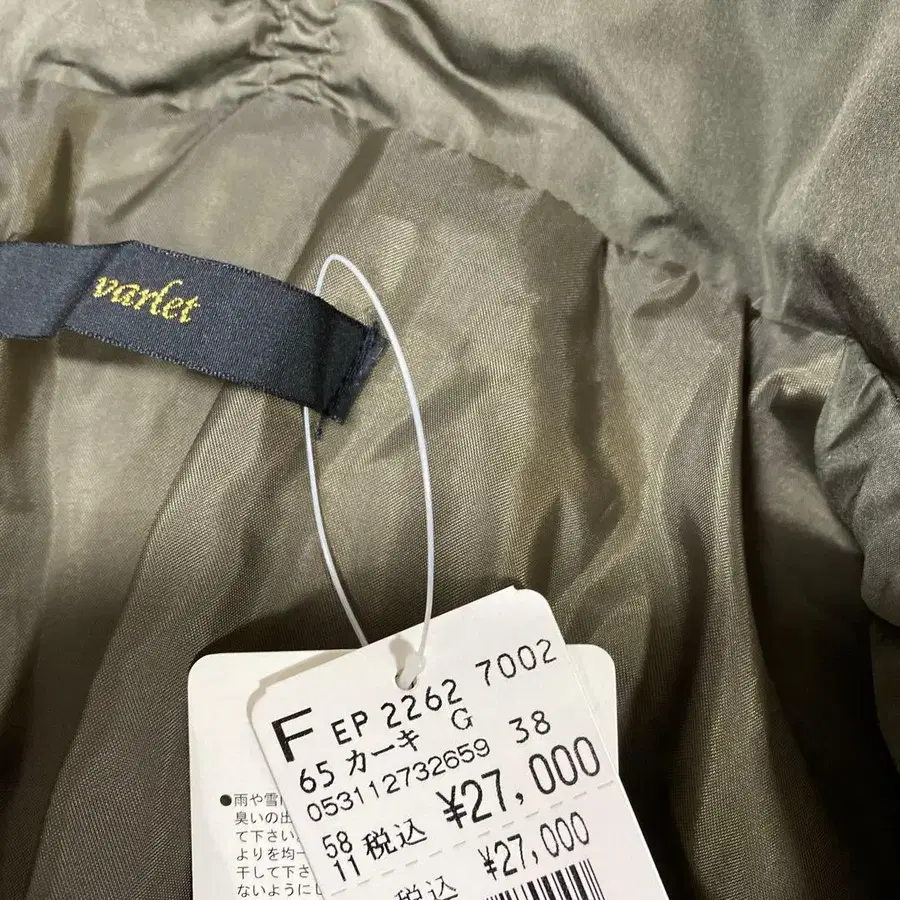 varlet
F EP 2262 7002
65 カーキ G 38
053112732659
58 11 税込 ¥27,000
税込 ¥27,000
●雨や雪
臭いの出
て下さい
よりを均一
干して下さ
ないようにし